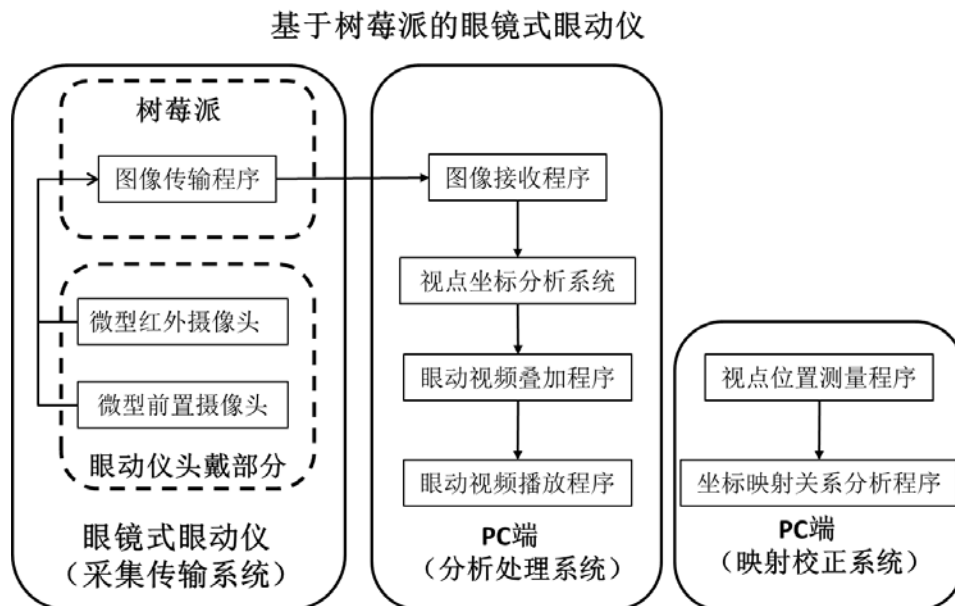 基于树莓派的眼镜式眼动仪
树莓派
图像传输程序
微型红外摄像头
微型前置摄像头
眼动仪头戴部分
眼镜式眼动仪
（采集传输系统）
图像接收程序
视点坐标分析系统
眼动视频叠加程序
眼动视频播放程序
PC端
（分析处理系统）
视点位置测量程序
坐标映射关系分析程序
PC端
（映射校正系统）